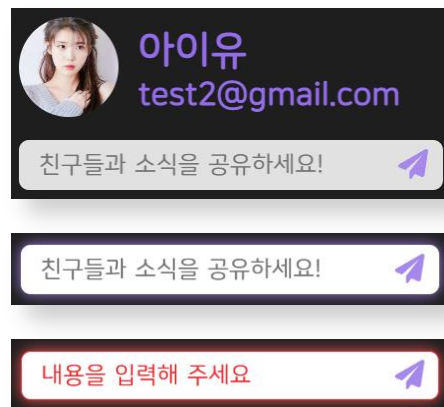 아이유
test2@gmail.com
친구들과 소식을 공유하세요!
친구들과 소식을 공유하세요!
내용을 입력해 주세요